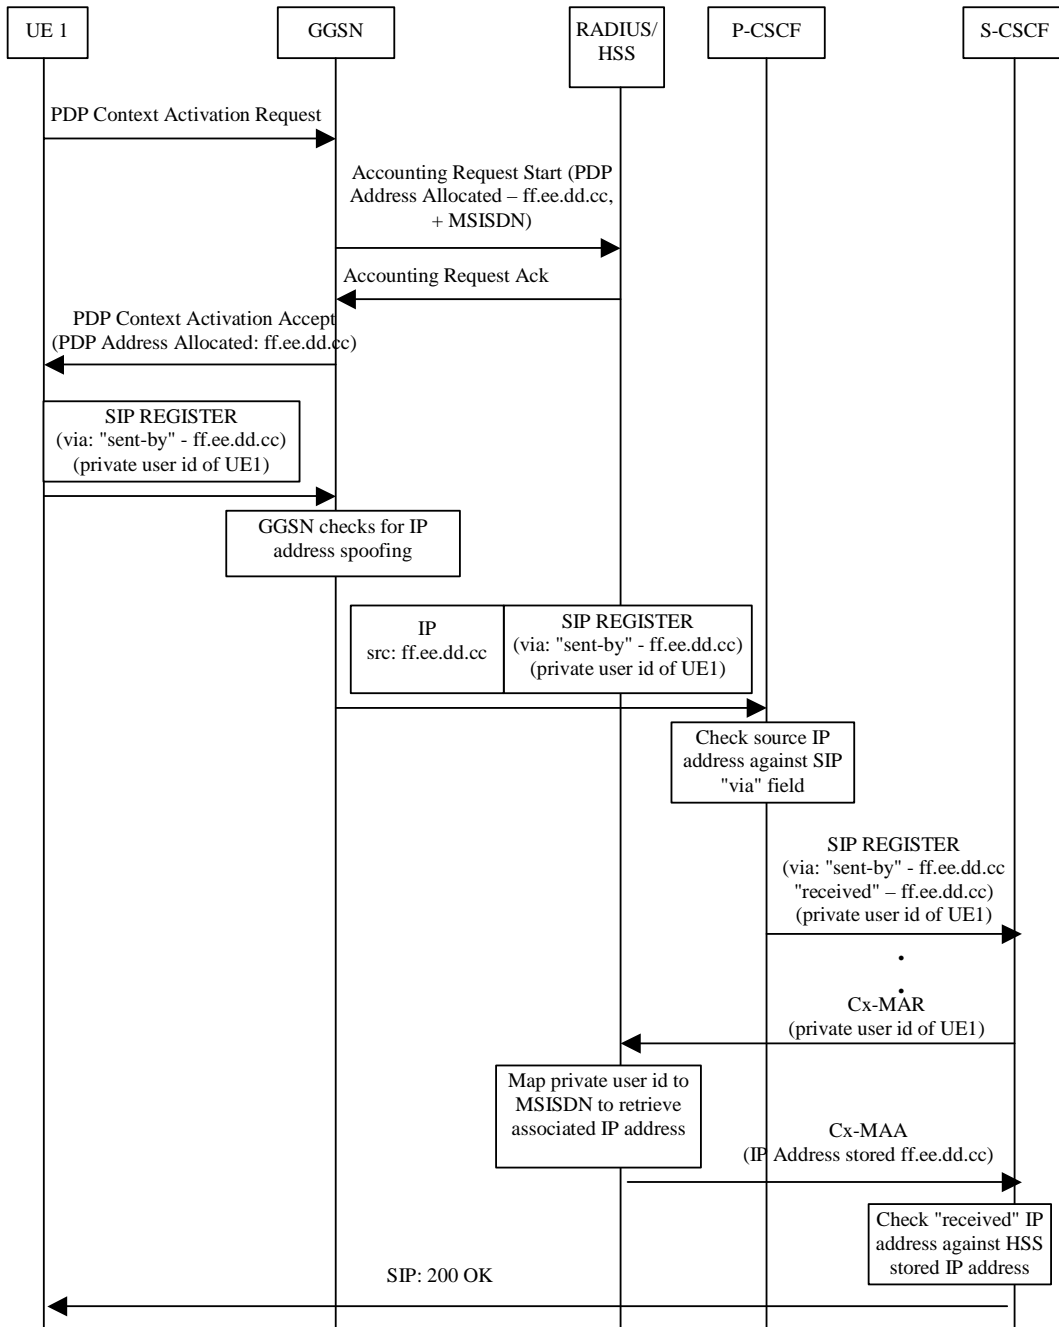 UE 1
GGSN
RADIUS/
HSS
P-CSCF
S-CSCF
PDP Context Activation Request
Accounting Request Start (PDP
Address Allocated – ff.ee.dd.cc,
+ MSISDN)
Accounting Request Ack
PDP Context Activation Accept
(PDP Address Allocated: ff.ee.dd.cc)
SIP REGISTER
(via: "sent-by" - ff.ee.dd.cc)
(private user id of UE1)
GGSN checks for IP
address spoofing
IP
src: ff.ee.dd.cc
SIP REGISTER
(via: "sent-by" - ff.ee.dd.cc)
(private user id of UE1)
Check source IP
address against SIP
"via" field
SIP REGISTER
(via: "sent-by" - ff.ee.dd.cc
"received" – ff.ee.dd.cc)
(private user id of UE1)
Cx-MAR
(private user id of UE1)
Map private user id to
MSISDN to retrieve
associated IP address
Cx-MAA
(IP Address stored ff.ee.dd.cc)
Check "received" IP
address against HSS
stored IP address
SIP: 200 OK